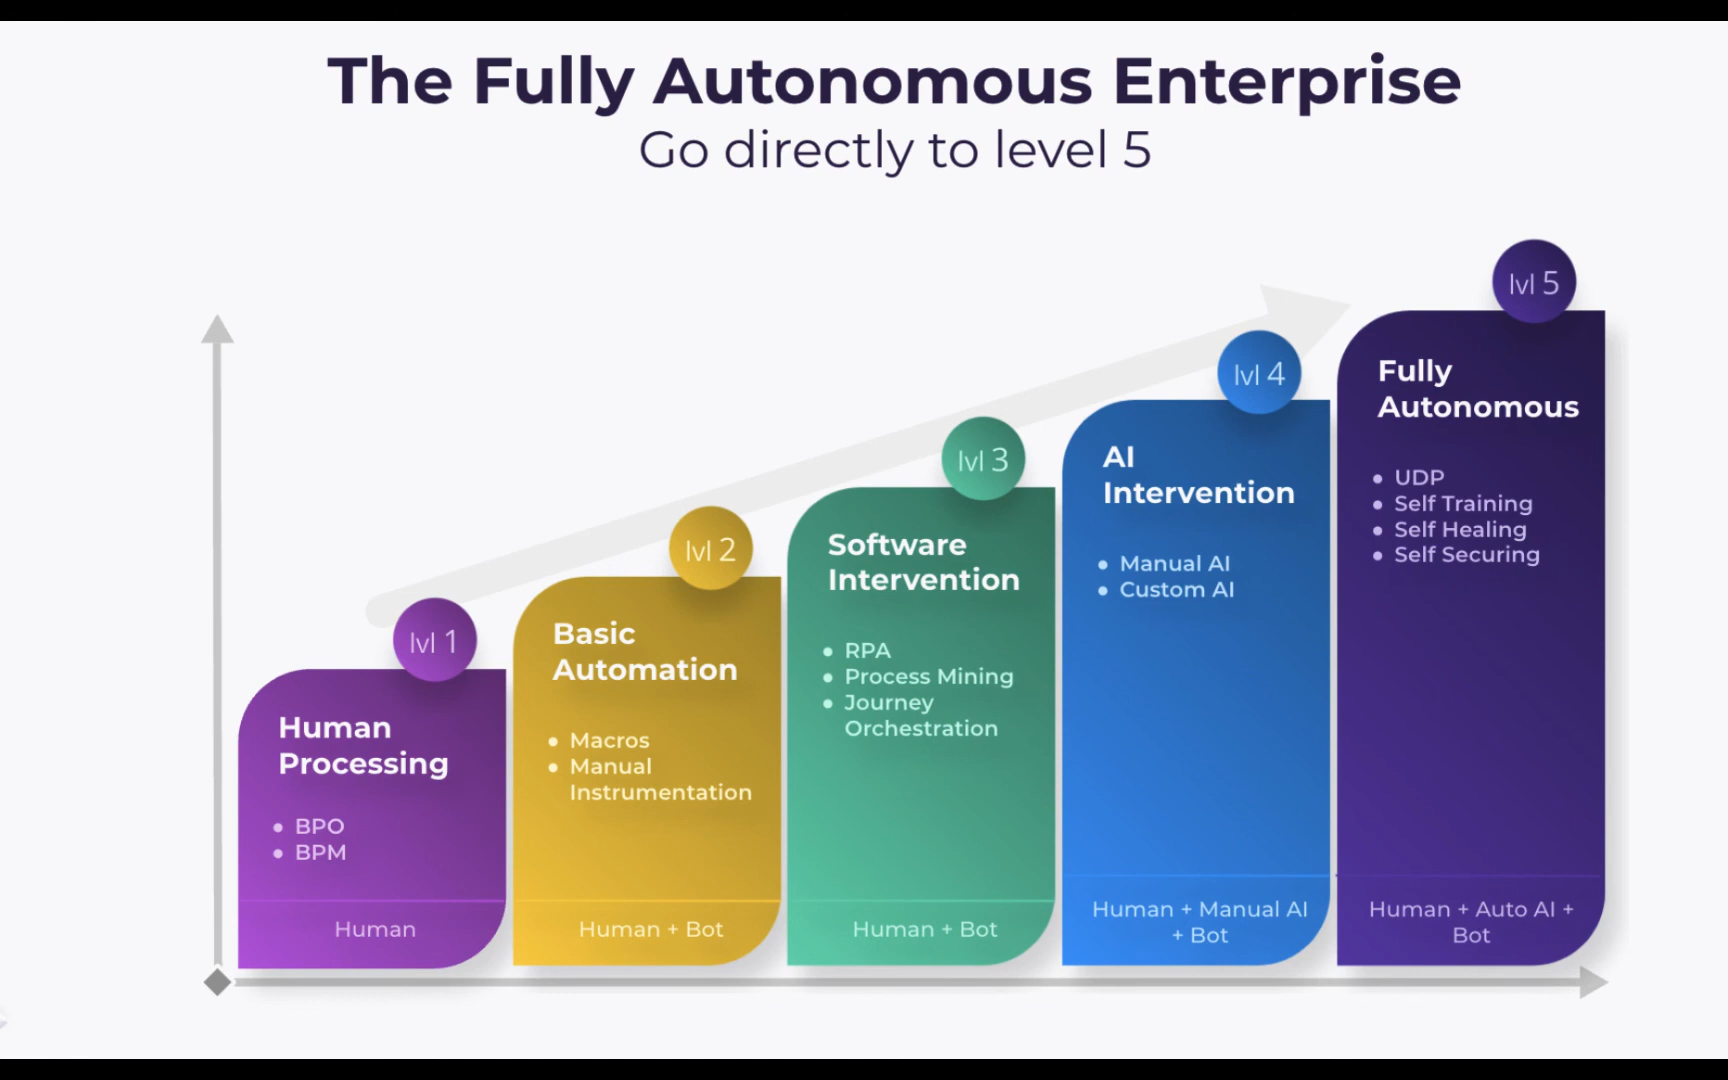 The Fully Autonomous Enterprise
Go directly to level 5
lvl 1
Human
Processing
BPO
BPM
Human
lvl 2
Basic
Automation
Macros
Manual
Instrumentation
Human + Bot
lvl 3
Software
Intervention
RPA
Process Mining
Journey
Orchestration
Human + Bot
lvl 4
AI
Intervention
Manual AI
Custom AI
Human + Manual AI
+ Bot
lvl 5
Fully
Autonomous
UDP
Self Training
Self Healing
Self Securing
Human + Auto AI +
Bot